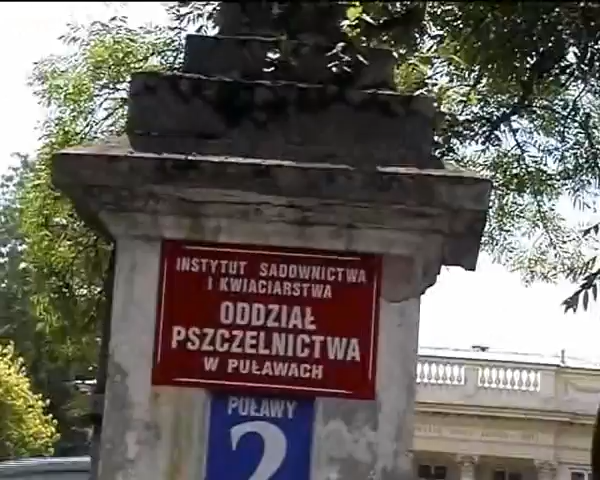 INSTYTUT SADOWNICTWA
I KWIACIARSTWA
ODDZIAŁ
PSZCZELNICTWA
W PUŁAWACH
PUŁAWY
2